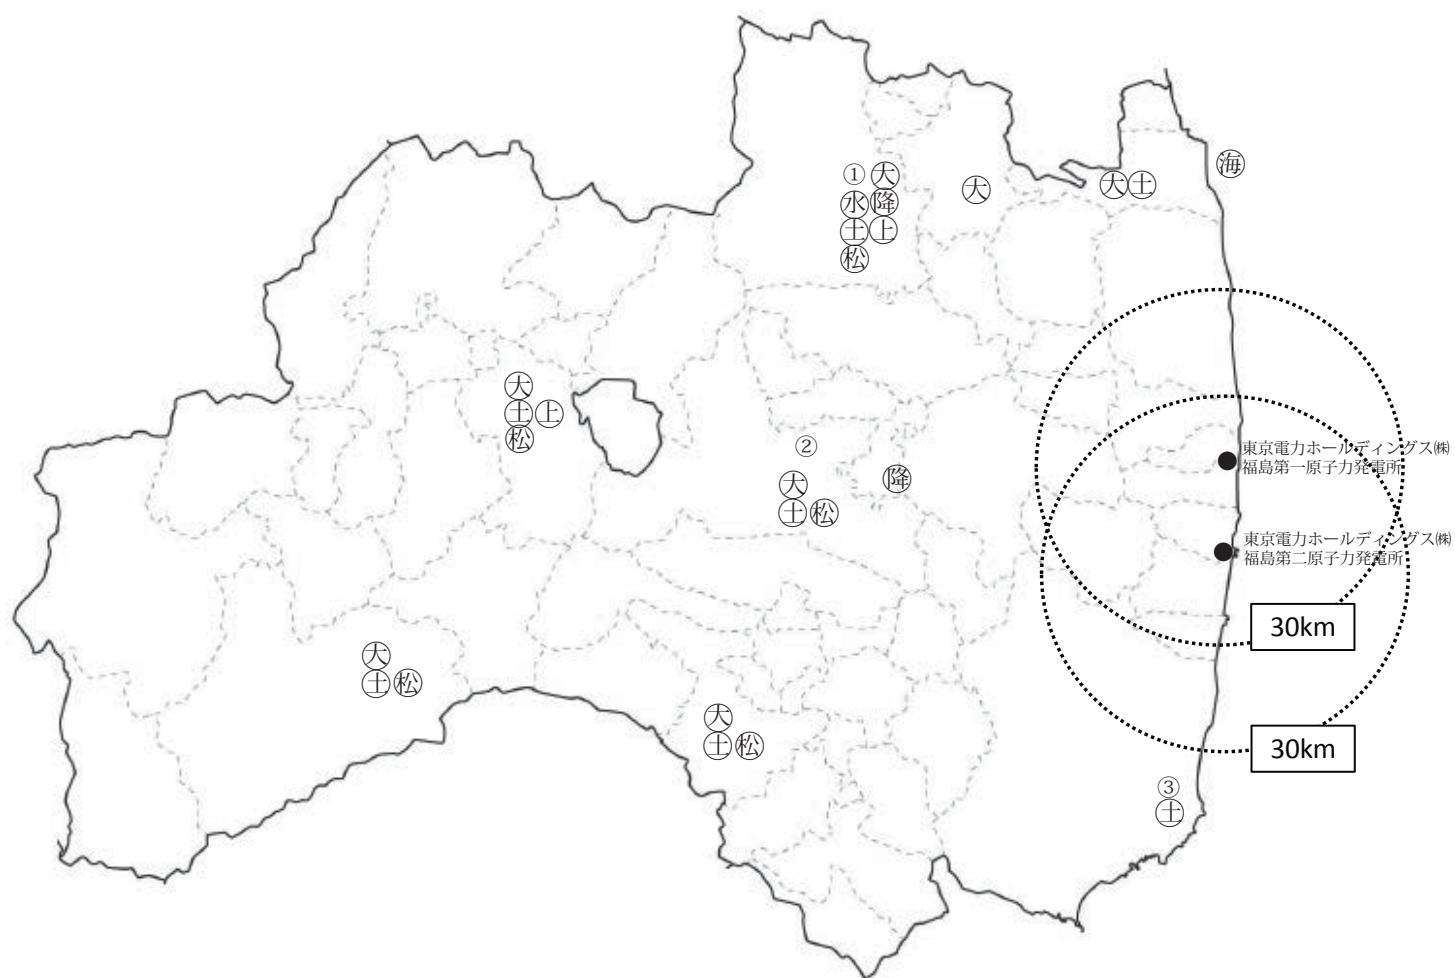 ①㊅
㊌降
土㊤
松
大
大土
海
大
土㊤
松
②
大
土松
降
東京電力ホールディングス㈱
福島第一原子力発電所
東京電力ホールディングス㈱
福島第二原子力発電所
30km
大
土松
大
土松
30km
③
土